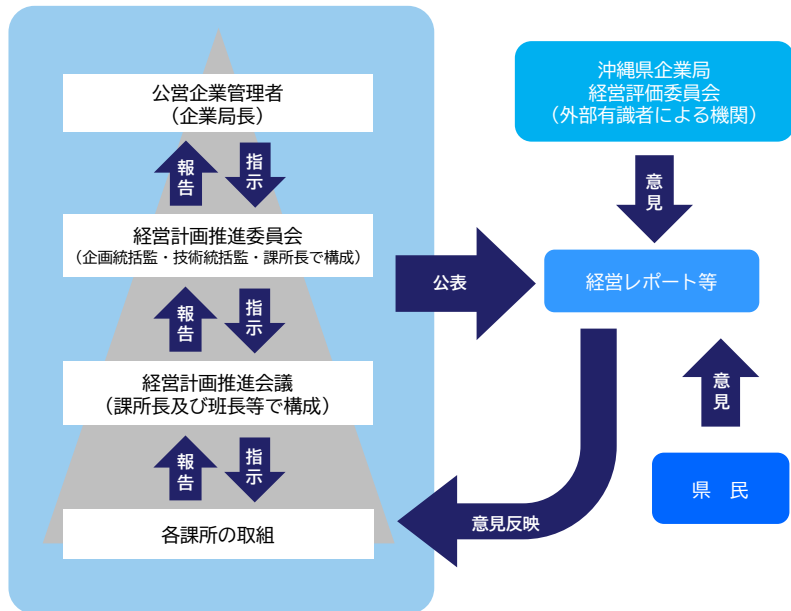 公営企業管理者
（企業局長）
報告
指示
経営計画推進委員会
（企画統括監・技術統括監・課所長で構成）
報告
指示
経営計画推進会議
（課所長及び班長等で構成）
報告
指示
各課所の取組
公表
沖縄県企業局
経営評価委員会
（外部有識者による機関）
意見
経営レポート等
意見
県　民
意見反映